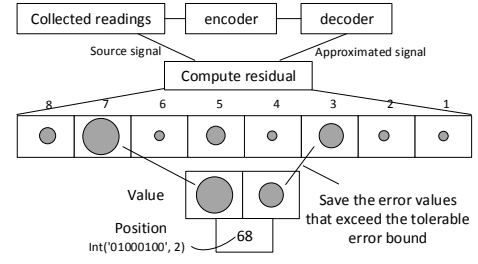 Collected readings
encoder
decoder
Source signal
Approximated signal
Compute residual
8 7 6 5 4 3 2 1
Value
Save the error values
that exceed the tolerable
error bound
Position
Int('01000100', 2)
68